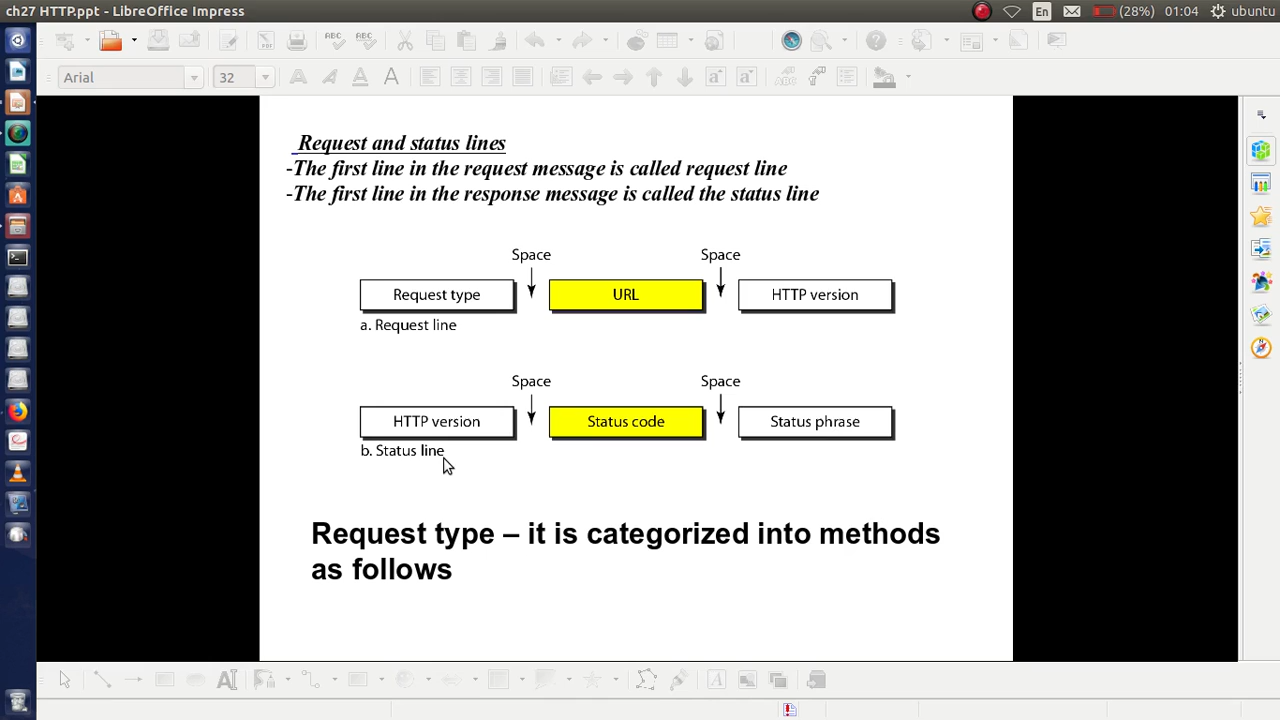 ch27 HTTP.ppt - LibreOffice Impress
En
(28%)
01:04
ubuntu
Arial
32
Request and status lines
-The first line in the request message is called request line
-The first line in the response message is called the status line
Space Space
Request type URL HTTP version
a. Request line
Space Space
HTTP version Status code Status phrase
b. Status line
Request type – it is categorized into methods
as follows